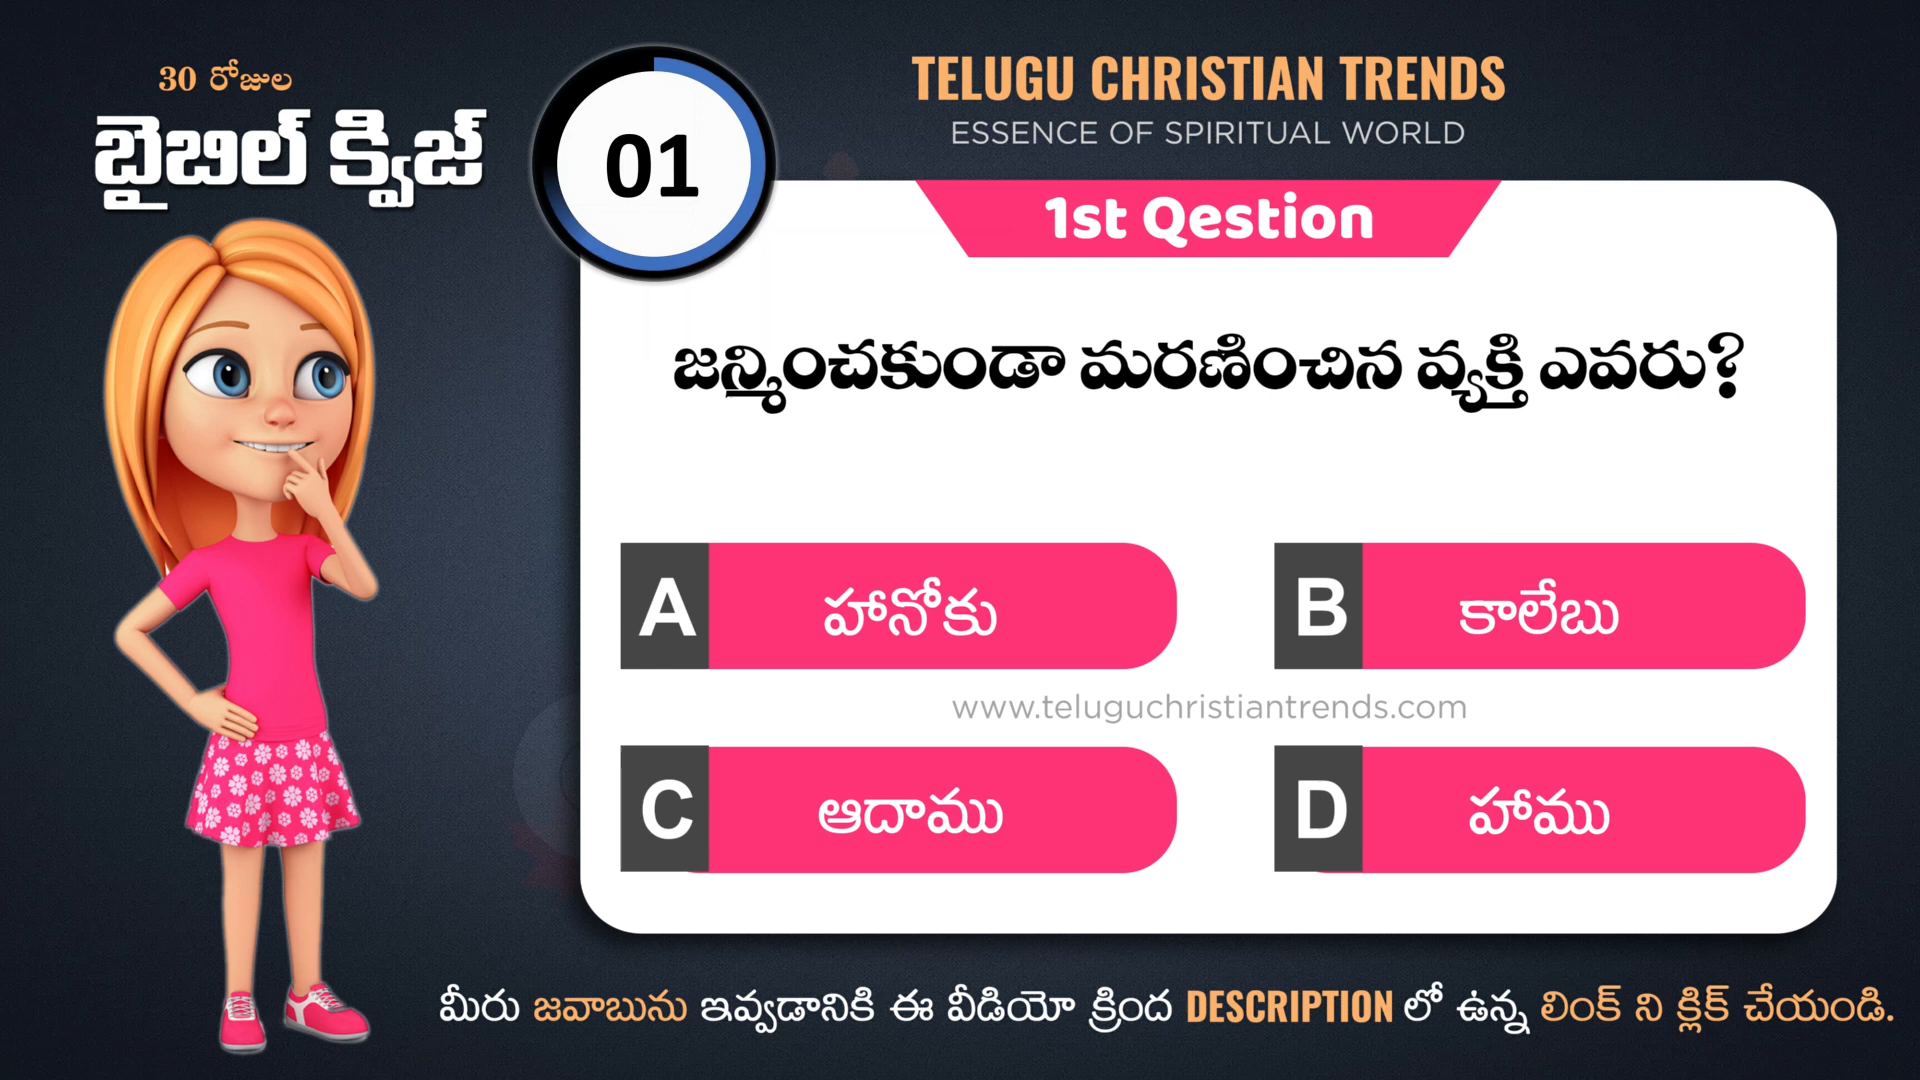 30 రోజుల
బైబిల్ క్విజ్
01
TELUGU CHRISTIAN TRENDS
ESSENCE OF SPIRITUAL WORLD
1st Qestion
జన్మించకుండా మరణించిన వ్యక్తి ఎవరు?
A హానోకు
B కాలేబు
www.teluguchristiantrends.com
C ఆదాము
D హాము
మీరు జవాబును ఇవ్వడానికి ఈ వీడియో క్రింద DESCRIPTION లో ఉన్న లింక్ ని క్లిక్ చేయండి.